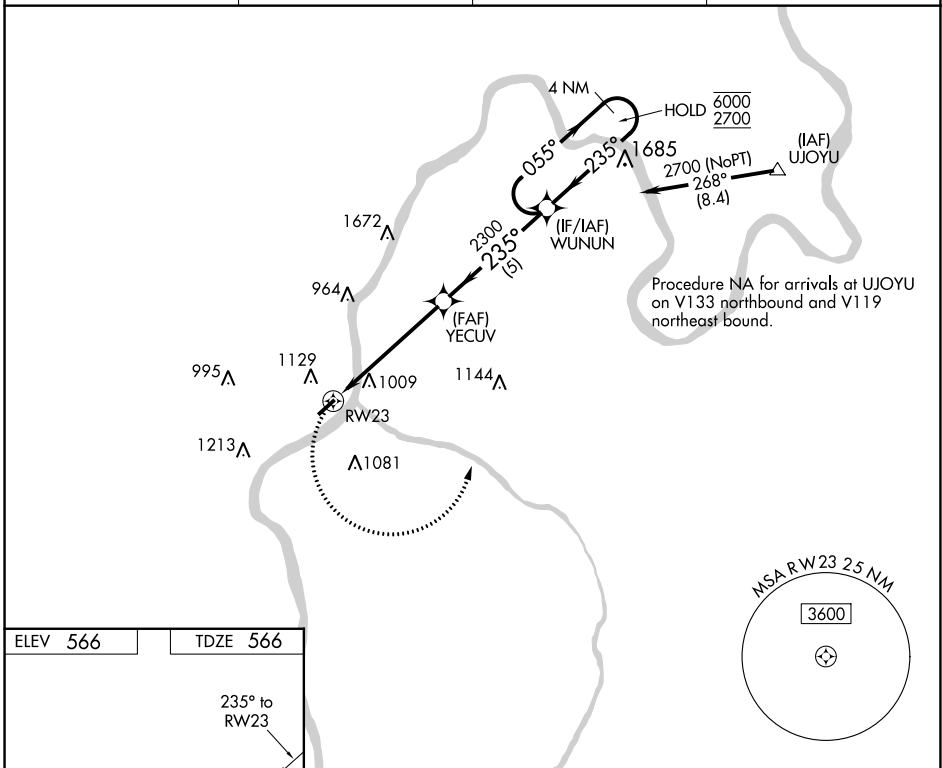 4 NM
HOLD 6000
2700
055°
235°
1685
(IAF)
UJOYU
2700 (NoPT)
268°
(8.4)
1672
2300
235°
(5)
(IF/IAF)
WUNUN
964
(FAF)
YECUV
Procedure NA for arrivals at UJOYU
on V133 northbound and V119
northeast bound.
995
1129
1009
1144
RW23
1213
1081
MSA RW23 25 NM
3600
ELEV 566
TDZE 566
235° to
RW23